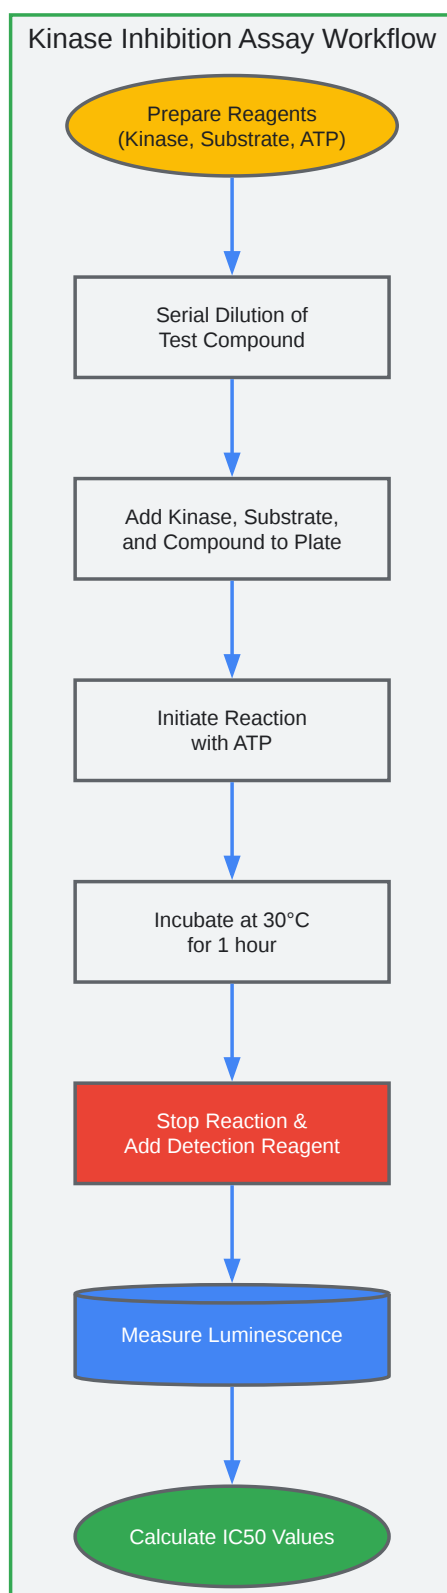 Kinase Inhibition Assay Workflow
Prepare Reagents
(Kinase, Substrate, ATP)
Serial Dilution of
Test Compound
Add Kinase, Substrate,
and Compound to Plate
Initiate Reaction
with ATP
Incubate at 30°C
for 1 hour
Stop Reaction &
Add Detection Reagent
Measure Luminescence
Calculate IC50 Values